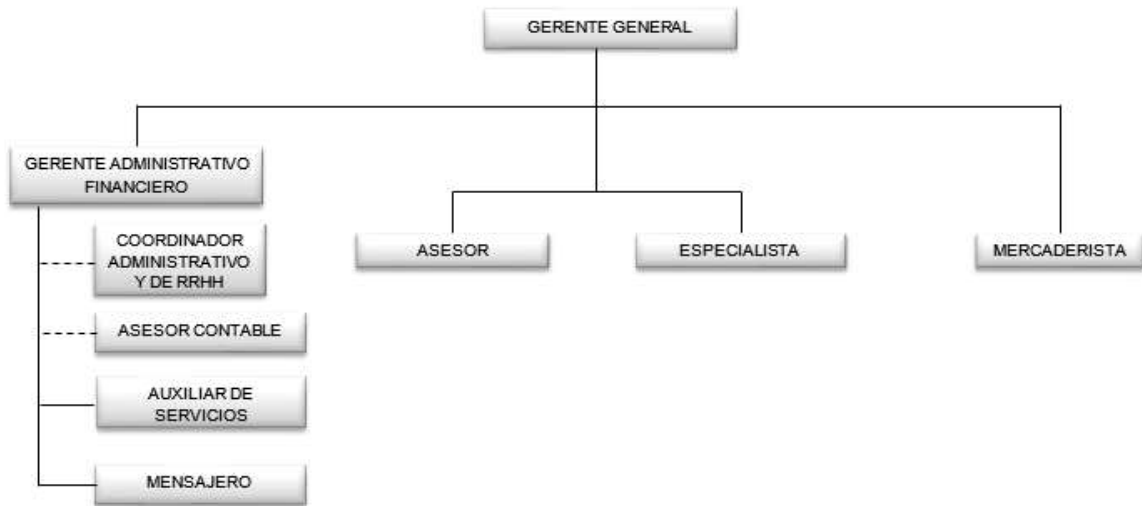 GERENTE GENERAL
GERENTE ADMINISTRATIVO
FINANCIERO
COORDINADOR
ADMINISTRATIVO
Y DE RRHH
ASESOR CONTABLE
AUXILIAR DE
SERVICIOS
MENSAJERO
ASESOR
ESPECIALISTA
MERCADERISTA